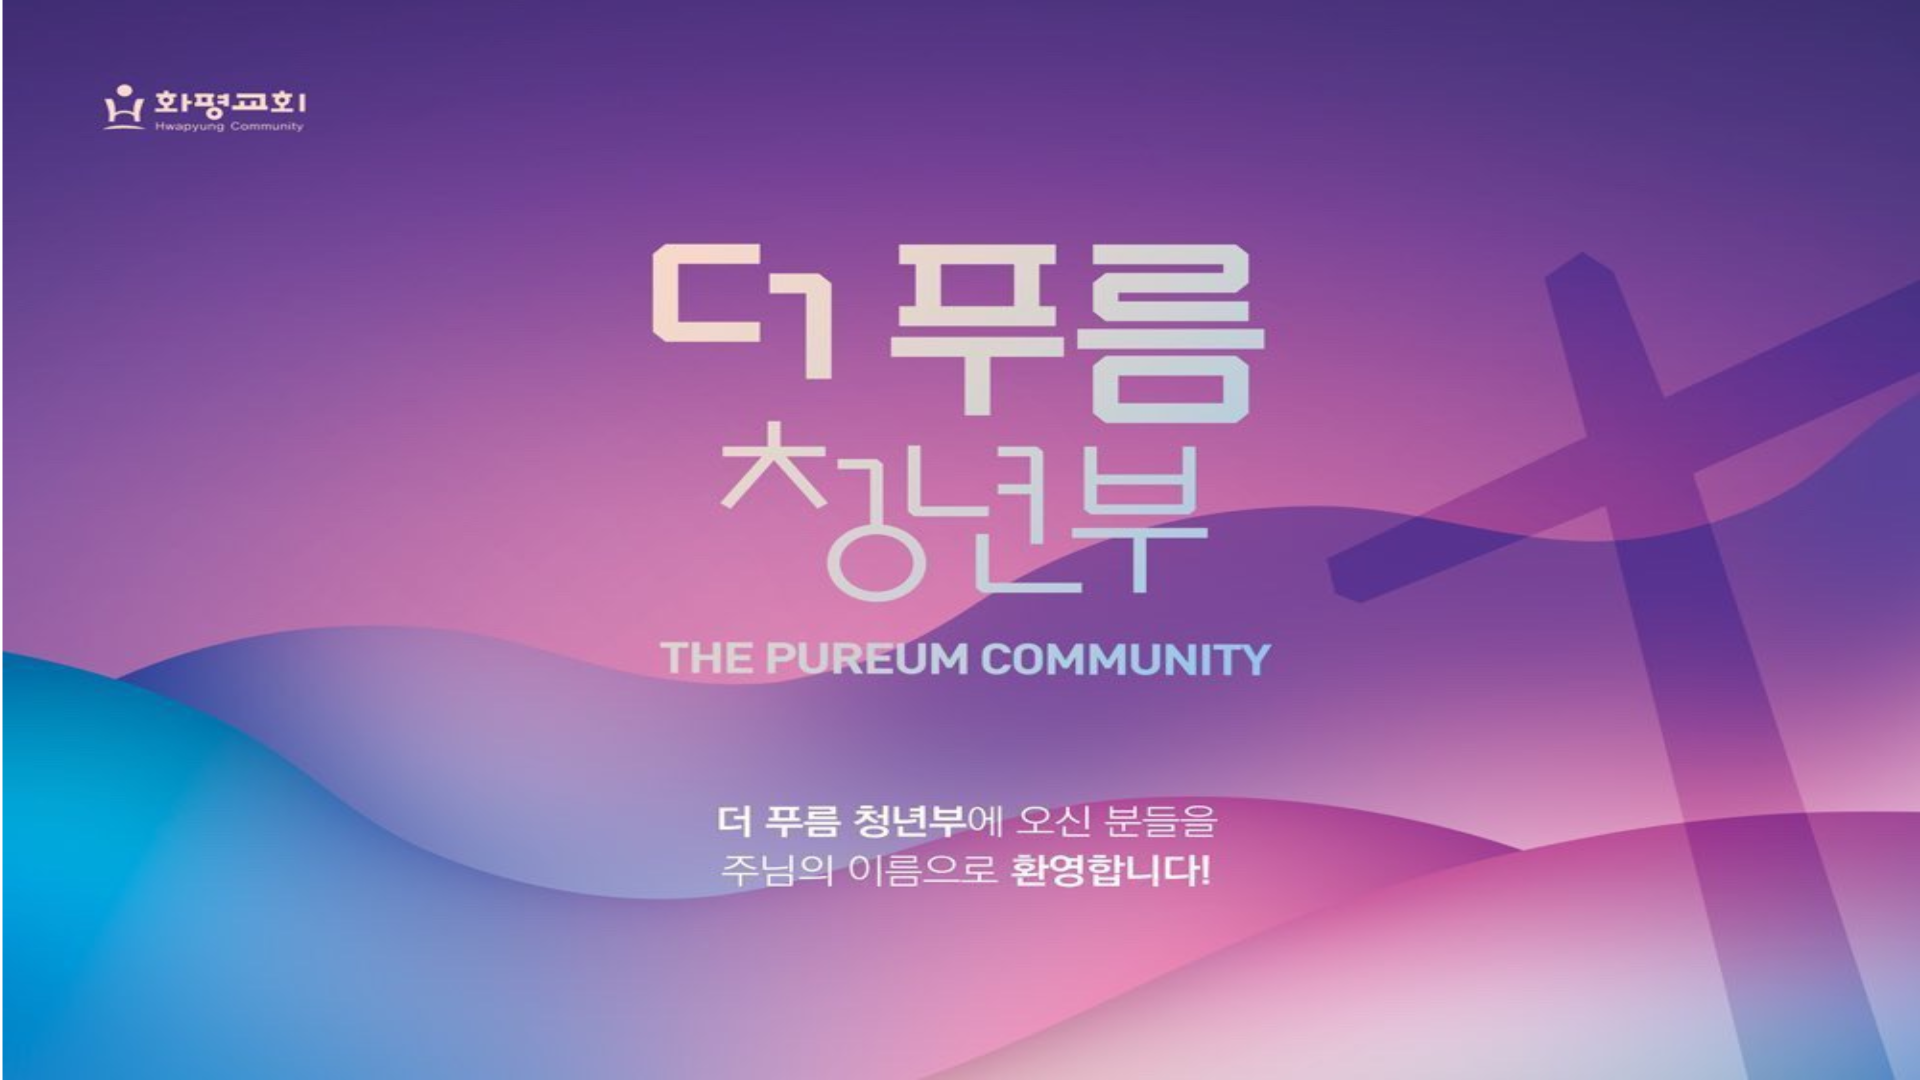 화평교회
Hwapyung Community
더 푸름
청년부
THE PUREUM COMMUNITY
더 푸름 청년부에 오신 분들을
주님의 이름으로 환영합니다!